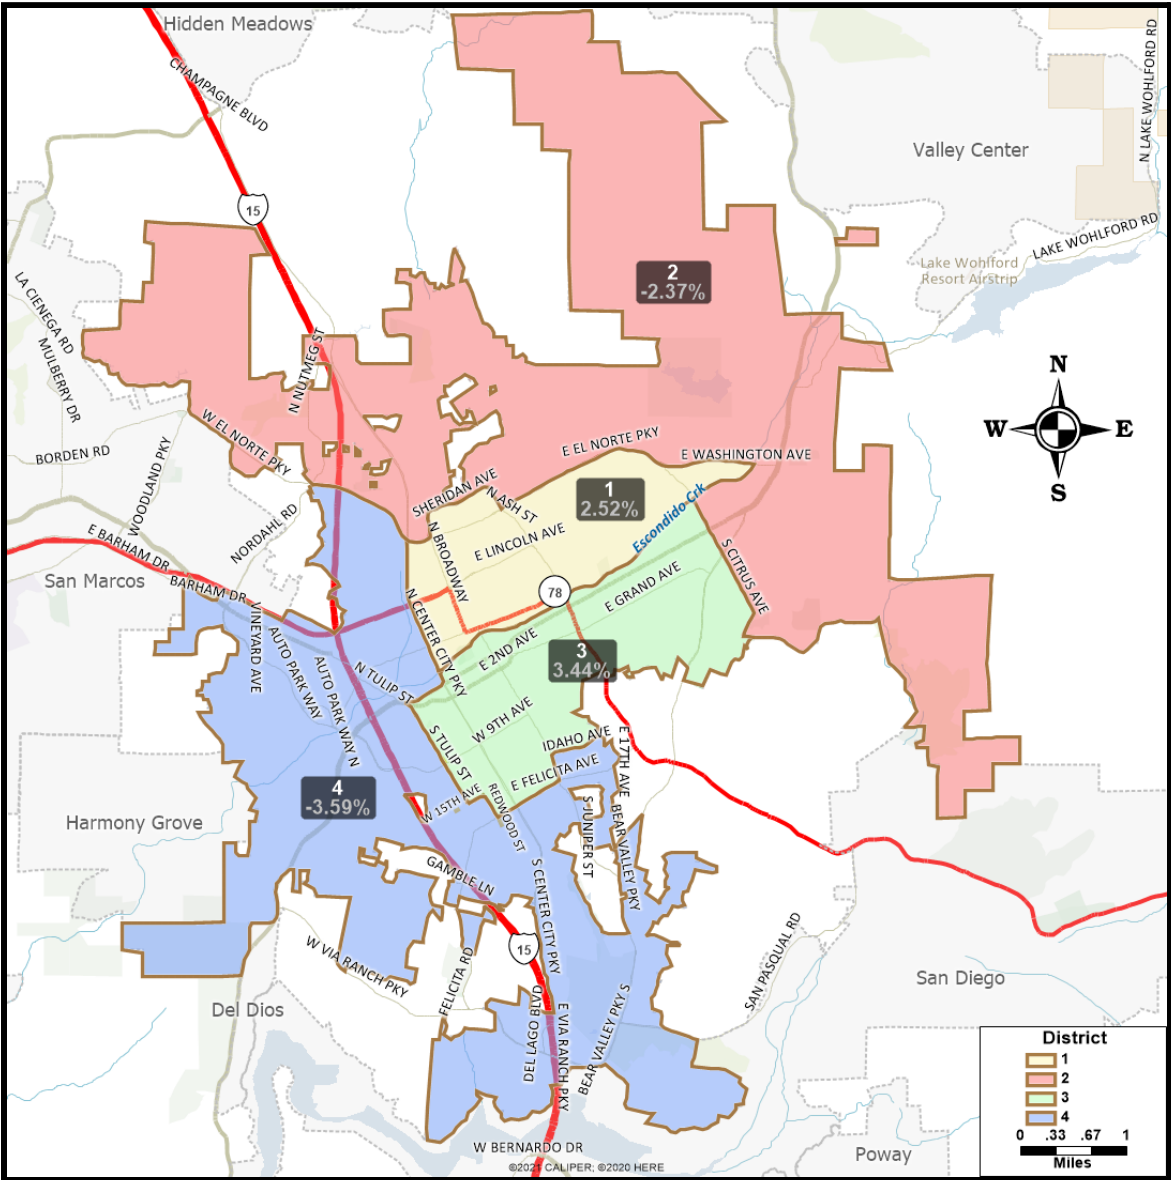 Hidden Meadows
CHAMPAGNE BLVD
N LAKE WOHLFORD RD
Valley Center
15
LAKE WOHLFORD RD
Lake Wohlford
Resort Airstrip
2
-2.37%
LA CIENEGA RD
MULBERRY DR
N NUTMEG ST
N
W E
S
W EL NORTE PKY
BORDEN RD
WOODLAND PKY
E EL NORTE PKY
E WASHINGTON AVE
SHERIDAN AVE
N ASH ST
1
2.52%
Escondido Crk
NORDAHL RD
E BARHAM DR
N BROADWAY
E LINCOLN AVE
S CITRUS AVE
San Marcos
BARHAM DR
78
E GRAND AVE
VINEYARD AVE
AUTO PARK WAY
AUTO PARK WAY N
N CENTER CITY PKY
E 2ND AVE
3
3.44%
N TULIP ST
W 9TH AVE
S TULIP ST
IDAHO AVE
E 17TH AVE
E FELICITA AVE
4
-3.59%
W 15TH AVE
REDWOOD ST
S JUNIPER ST
BEAR VALLEY PKY
Harmony Grove
GAMBLE LN
S CENTER CITY PKY
15
W VIA RANCH PKY
FELICITA RD
SAN PASQUAL RD
San Diego
Del Dios
DEL LAGO BLVD
E VIA RANCH PKY
BEAR VALLEY PKY S
W BERNARDO DR
©2021 CALIPER; ©2020 HERE
Poway
District
1
2
3
4
0 .33 .67 1
Miles